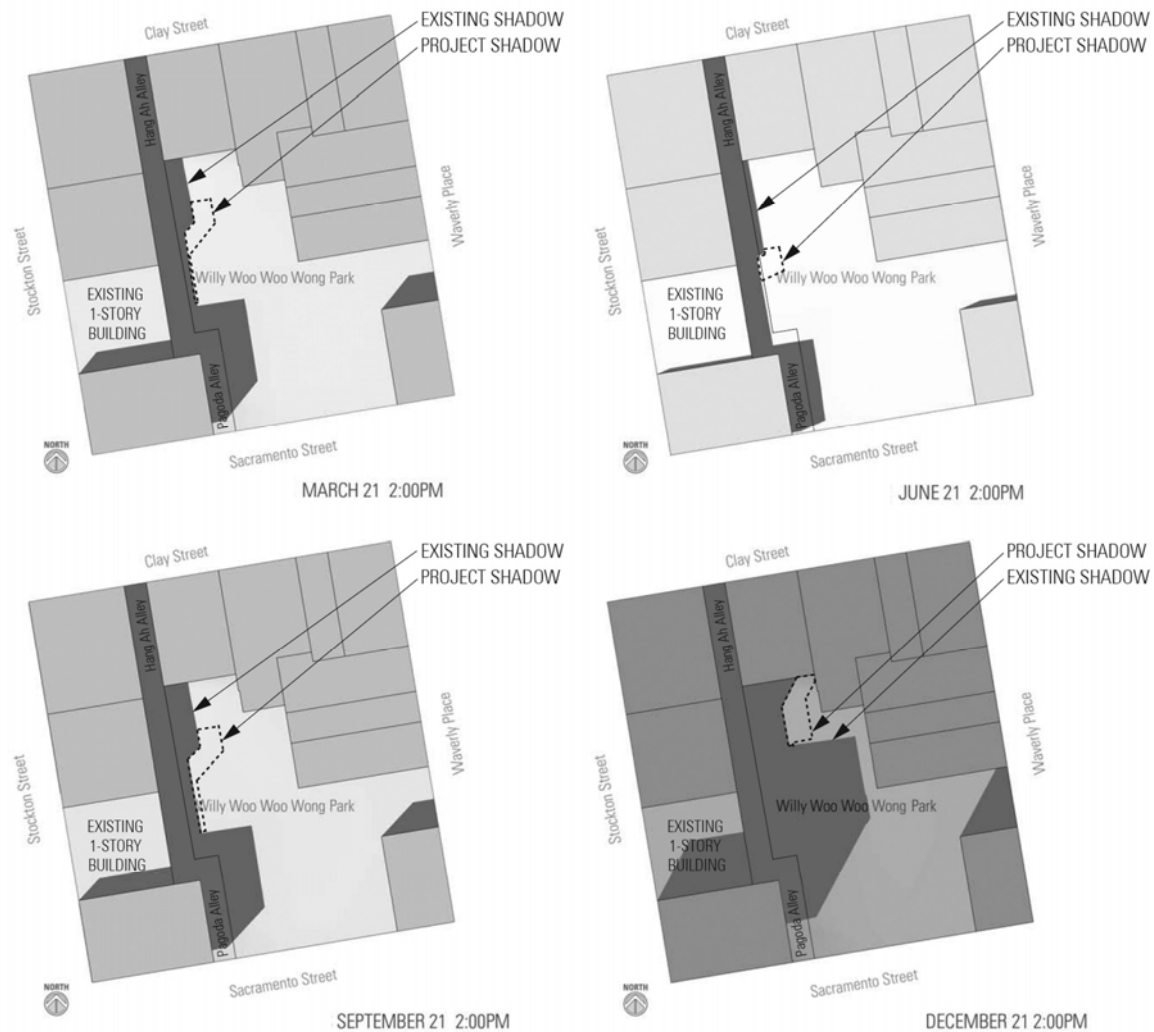 Clay Street
EXISTING SHADOW
PROJECT SHADOW
Hang Ah Alley
Waverly Place
Stockton Street
Willy Woo Woo Wong Park
EXISTING
1-STORY
BUILDING
Pagoda Alley
NORTH
Sacramento Street
MARCH 21 2:00PM
Clay Street
EXISTING SHADOW
PROJECT SHADOW
Hang Ah Alley
Waverly Place
Stockton Street
Willy Woo Woo Wong Park
EXISTING
1-STORY
BUILDING
Pagoda Alley
NORTH
Sacramento Street
JUNE 21 2:00PM
Clay Street
EXISTING SHADOW
PROJECT SHADOW
Hang Ah Alley
Waverly Place
Stockton Street
Willy Woo Woo Wong Park
EXISTING
1-STORY
BUILDING
Pagoda Alley
NORTH
Sacramento Street
SEPTEMBER 21 2:00PM
Clay Street
PROJECT SHADOW
EXISTING SHADOW
Hang Ah Alley
Waverly Place
Stockton Street
Willy Woo Woo Wong Park
EXISTING
1-STORY
BUILDING
Pagoda Alley
NORTH
Sacramento Street
DECEMBER 21 2:00PM